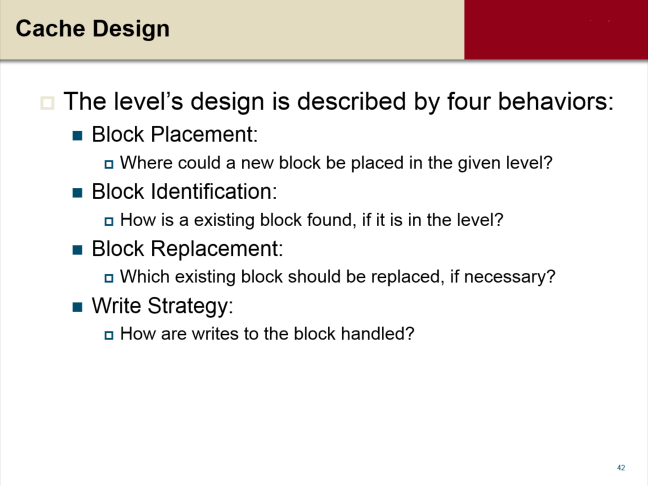 Cache Design
The level’s design is described by four behaviors:
Block Placement:
Where could a new block be placed in the given level?
Block Identification:
How is a existing block found, if it is in the level?
Block Replacement:
Which existing block should be replaced, if necessary?
Write Strategy:
How are writes to the block handled?
42